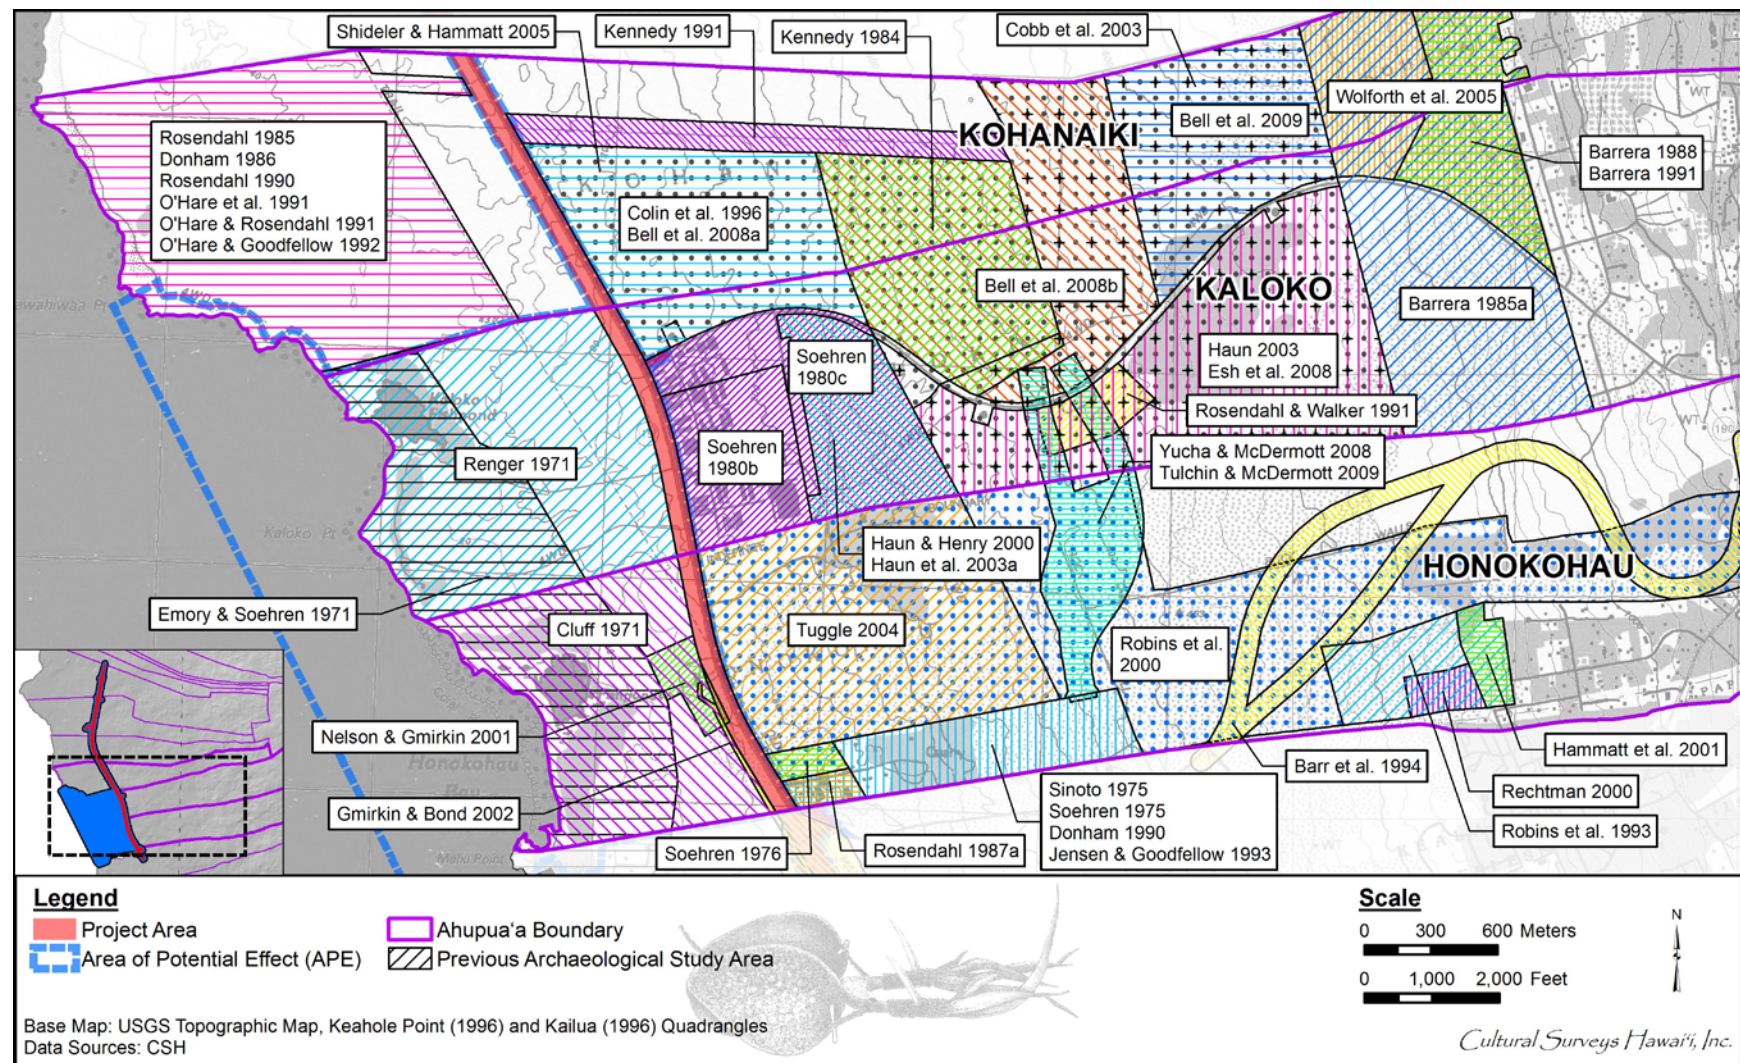 Shideler & Hammatt 2005
Kennedy 1991
Kennedy 1984
Cobb et al. 2003
Wolforth et al. 2005
KOHANAIKI
Bell et al. 2009
Rosendahl 1985
Donham 1986
Rosendahl 1990
O'Hare et al. 1991
O'Hare & Rosendahl 1991
O'Hare & Goodfellow 1992
Barrera 1988
Barrera 1991
Colin et al. 1996
Bell et al. 2008a
Bell et al. 2008b
KALOKO
Barrera 1985a
Soehren
1980c
Haun 2003
Esh et al. 2008
Rosendahl & Walker 1991
Soehren
1980b
Renger 1971
Yucha & McDermott 2008
Tulchin & McDermott 2009
Kaloko Pt
Haun & Henry 2000
Haun et al. 2003a
HONOKOHAU
Emory & Soehren 1971
Cluff 1971
Tuggle 2004
Robins et al.
2000
Nelson & Gmirkin 2001
Honokohau
Gmirkin & Bond 2002
Barr et al. 1994
Hammatt et al. 2001
Sinoto 1975
Soehren 1975
Donham 1990
Jensen & Goodfellow 1993
Rechtman 2000
Robins et al. 1993
Soehren 1976
Rosendahl 1987a
WT
WT
Legend
Project Area
Area of Potential Effect (APE)
Ahupua'a Boundary
Previous Archaeological Study Area
Scale
0 300 600 Meters
0 1,000 2,000 Feet
N
Base Map: USGS Topographic Map, Keahole Point (1996) and Kailua (1996) Quadrangles
Data Sources: CSH
Cultural Surveys Hawai'i, Inc.